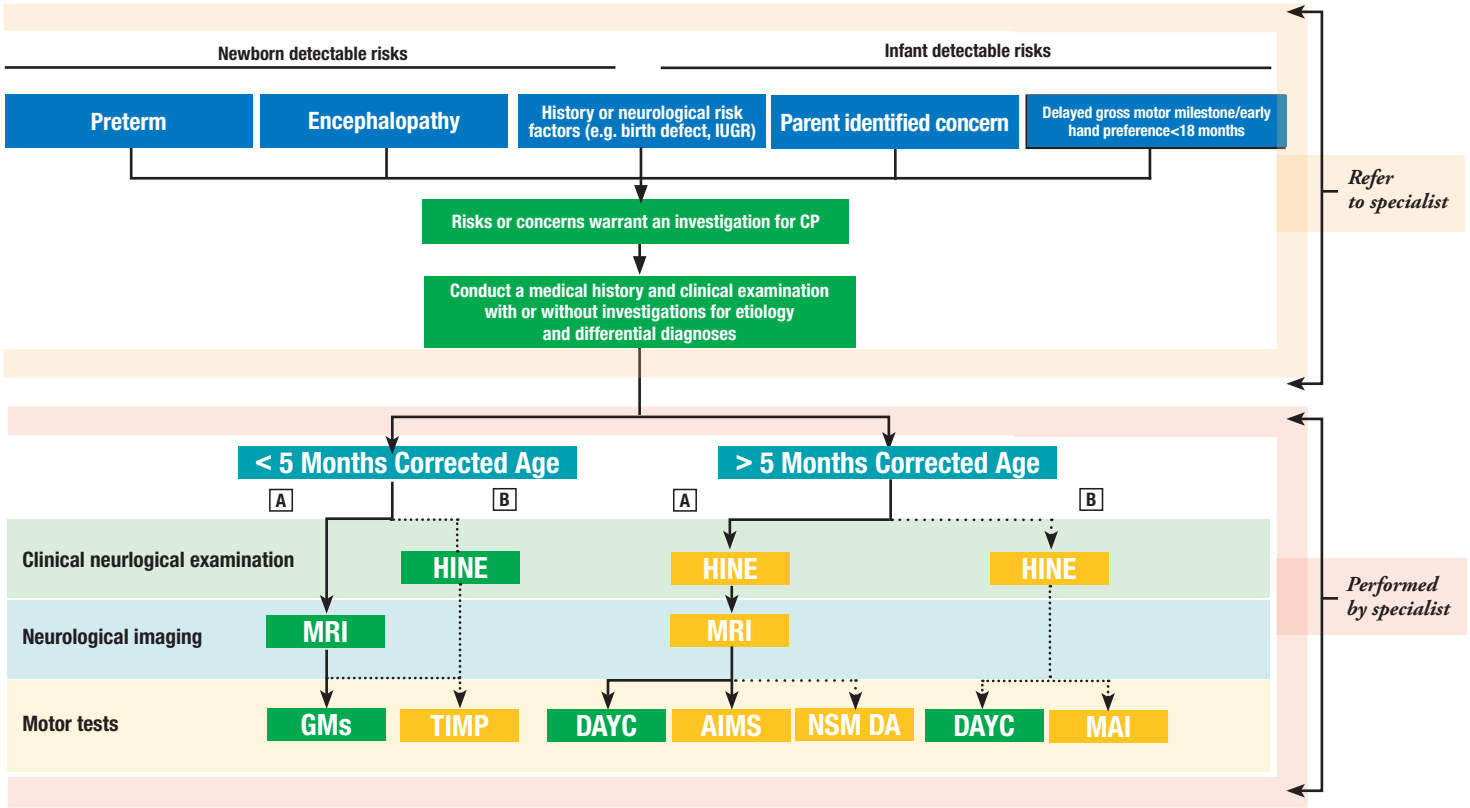 Newborn detectable risks
Infant detectable risks
Preterm
Encephalopathy
History or neurological risk
factors (e.g. birth defect, IUGR)
Parent identified concern
Delayed gross motor milestone/early
hand preference<18 months
Refer
to specialist
Risks or concerns warrant an investigation for CP
Conduct a medical history and clinical examination
with or without investigations for etiology
and differential diagnoses
< 5 Months Corrected Age
> 5 Months Corrected Age
A
B
A
B
Clinical neurlogical examination
HINE
HINE
HINE
Performed
by specialist
Neurological imaging
MRI
MRI
Motor tests
GMs
TIMP
DAYC
AIMS
NSM DA
DAYC
MAI